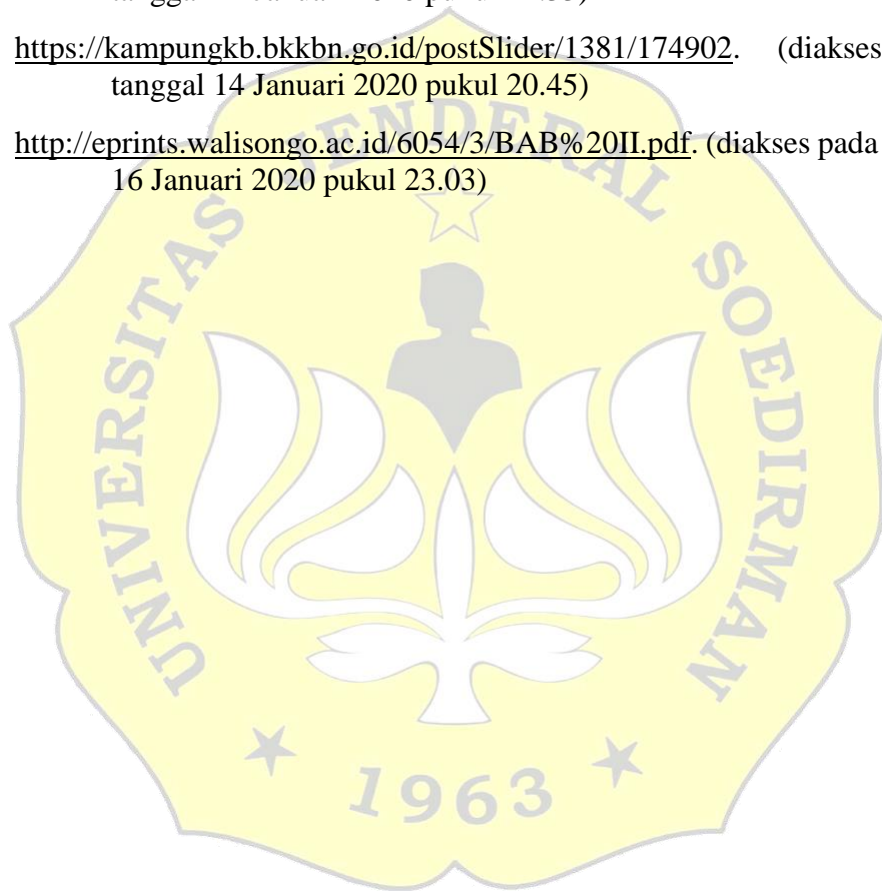 https://kampungkb.bkkbn.go.id/postSlider/1381/174902. (diakses
tanggal 14 Januari 2020 pukul 20.45)
http://eprints.walisongo.ac.id/6054/3/BAB%20II.pdf. (diakses pada
16 Januari 2020 pukul 23.03)
UNIVERSITAS JENDERAL SOEDIRMAN
1963